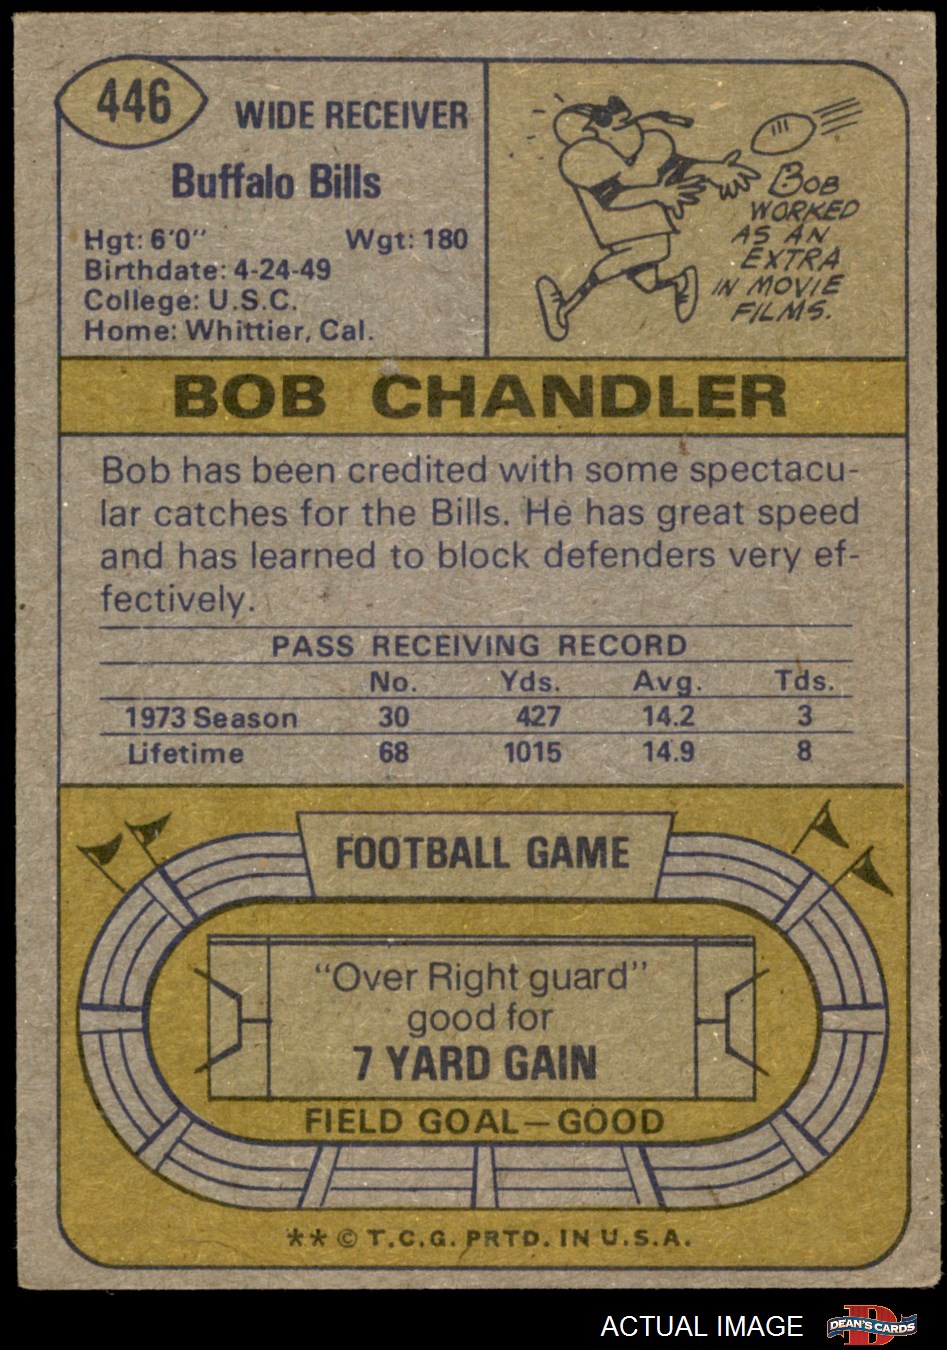 446
WIDE RECEIVER
Buffalo Bills
Hgt: 6'0" Wgt: 180
Birthdate: 4-24-49
College: U.S.C.
Home: Whittier, Cal.
BOB
WORKED
AS AN
EXTRA
IN MOVIE
FILMS.
BOB CHANDLER
Bob has been credited with some spectacu-
lar catches for the Bills. He has great speed
and has learned to block defenders very ef-
fectively.
PASS RECEIVING RECORD
No. Yds. Avg. Tds.
1973 Season 30 427 14.2 3
Lifetime 68 1015 14.9 8
FOOTBALL GAME
"Over Right guard"
good for
7 YARD GAIN
FIELD GOAL—GOOD
** © T.C.G. PRTD. IN U.S.A.
ACTUAL IMAGE
D
DEAN'S CARDS